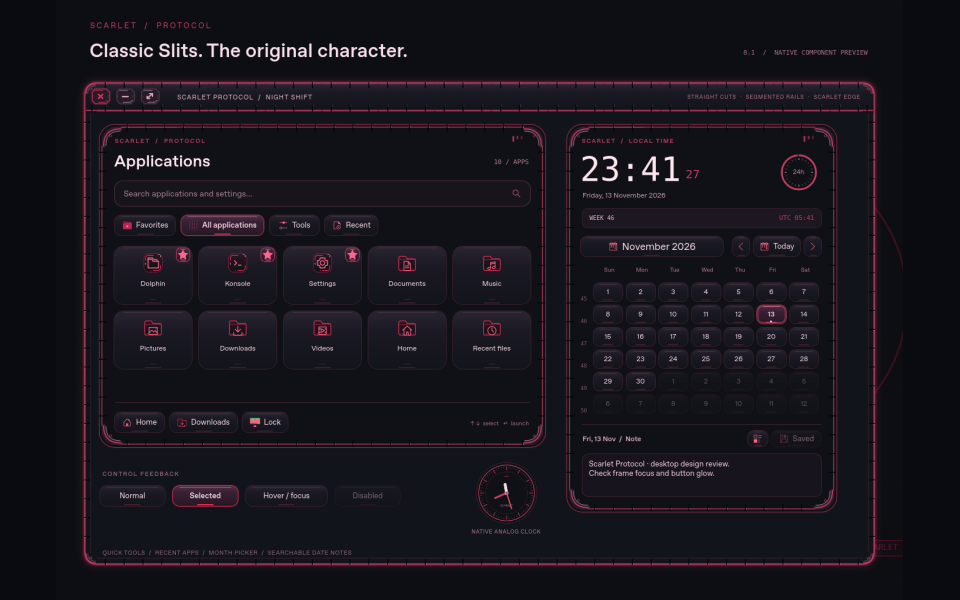 SCARLET / PROTOCOL
Classic Slits. The original character.
8.1 / NATIVE COMPONENT PREVIEW
SCARLET PROTOCOL / NIGHT SHIFT
STRAIGHT CUTS · SEGMENTED RAILS · SCARLET EDGE
SCARLET / PROTOCOL
Applications
10 / APPS
Search applications and settings...
Favorites
All applications
Tools
Recent
Dolphin
Konsole
Settings
Documents
Music
Pictures
Downloads
Videos
Home
Recent files
Home
Downloads
Lock
↑↓ select ↵ launch
SCARLET / LOCAL TIME
23:41 27
24h
Friday, 13 November 2026
WEEK 46
UTC 05:41
November 2026
Today
Sun Mon Tue Wed Thu Fri Sat
1 2 3 4 5 6 7
45
8 9 10 11 12 13 14
46
15 16 17 18 19 20 21
47
22 23 24 25 26 27 28
48
29 30 1 2 3 4 5
49
6 7 8 9 10 11 12
50
Fri, 13 Nov / Note
Saved
Scarlet Protocol · desktop design review.
Check frame focus and button glow.
CONTROL FEEDBACK
Normal
Selected
Hover / focus
Disabled
NATIVE ANALOG CLOCK
QUICK TOOLS / RECENT APPS / MONTH PICKER / SEARCHABLE DATE NOTES